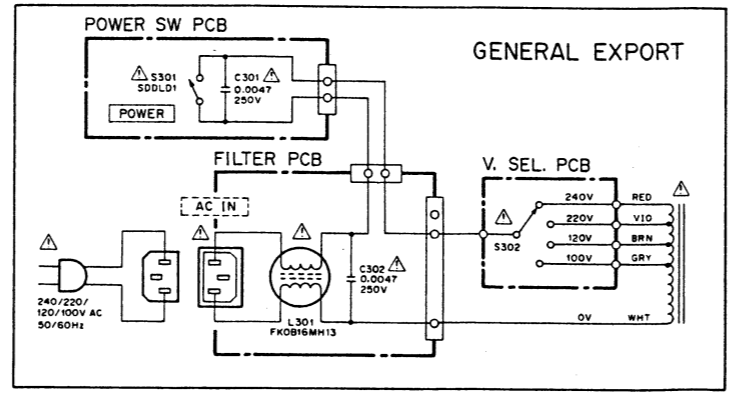 POWER SW PCB
GENERAL EXPORT
S301
SDDLD1
POWER
C301
0.0047
250V
FILTER PCB
V. SEL. PCB
AC IN
240V
RED
220V
VIO
120V
BRN
100V
GRY
S302
C302
0.0047
250V
240/220/
120/100V AC
50/60Hz
L301
FKOB16MH13
0V
WHT